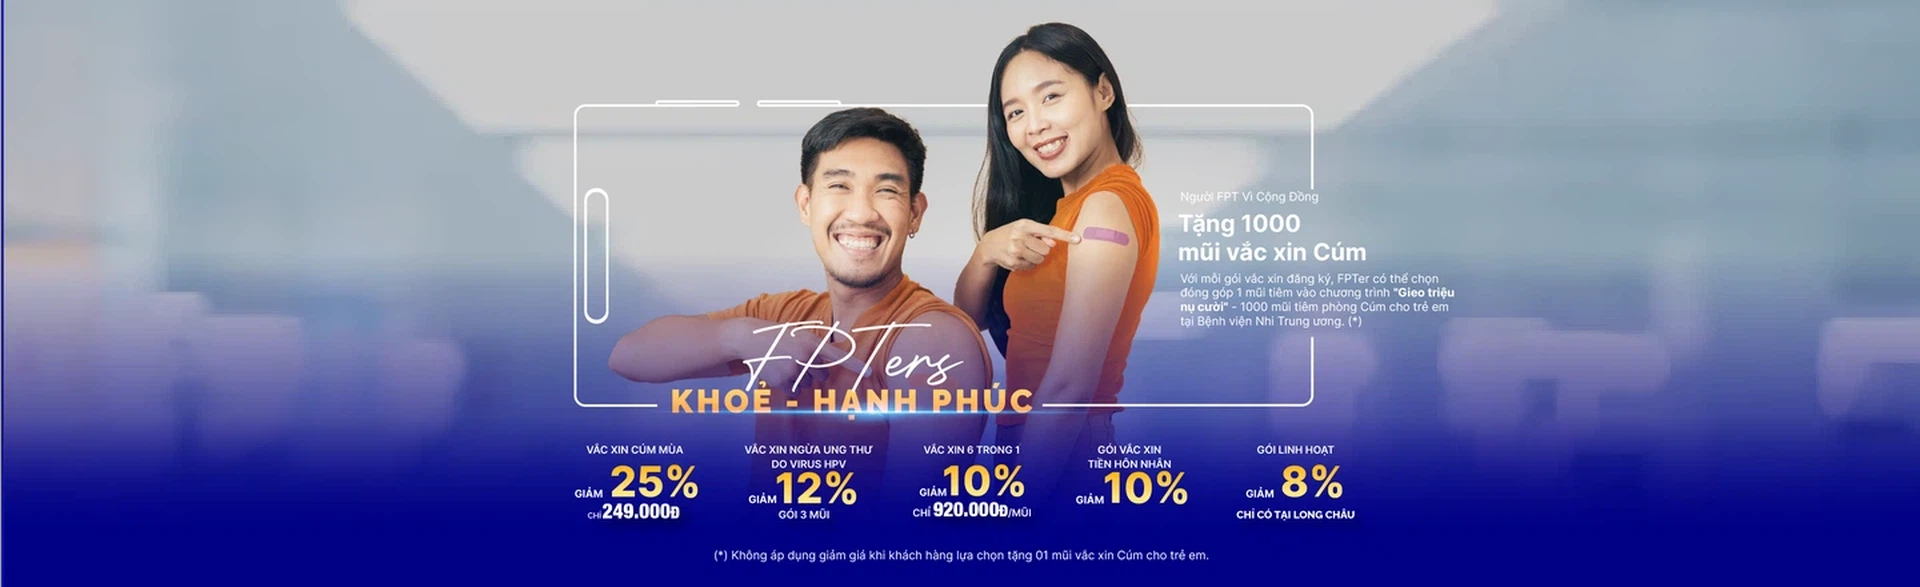 Người FPT Vì Cộng Đồng
Tặng 1000
mũi vắc xin Cúm
Với mỗi gói vắc xin đăng ký, FPTer có thể chọn
đóng góp 1 mũi tiêm vào chương trình "Gieo triệu
nụ cười" - 1000 mũi tiêm phòng Cúm cho trẻ em
tại Bệnh viện Nhi Trung ương. (*)
FPTers
KHOẺ - HẠNH PHÚC
VẮC XIN CÚM MÙA
GIẢM 25%
CHỈ 249.000Đ
VẮC XIN NGỪA UNG THƯ
DO VIRUS HPV
GIẢM 12%
GÓI 3 MŨI
VẮC XIN 6 TRONG 1
GIẢM 10%
CHỈ 920.000Đ/MŨI
GÓI VẮC XIN
TIỀN HÔN NHÂN
GIẢM 10%
GÓI LINH HOẠT
GIẢM 8%
CHỈ CÓ TẠI LONG CHÂU
(*) Không áp dụng giảm giá khi khách hàng lựa chọn tặng 01 mũi vắc xin Cúm cho trẻ em.